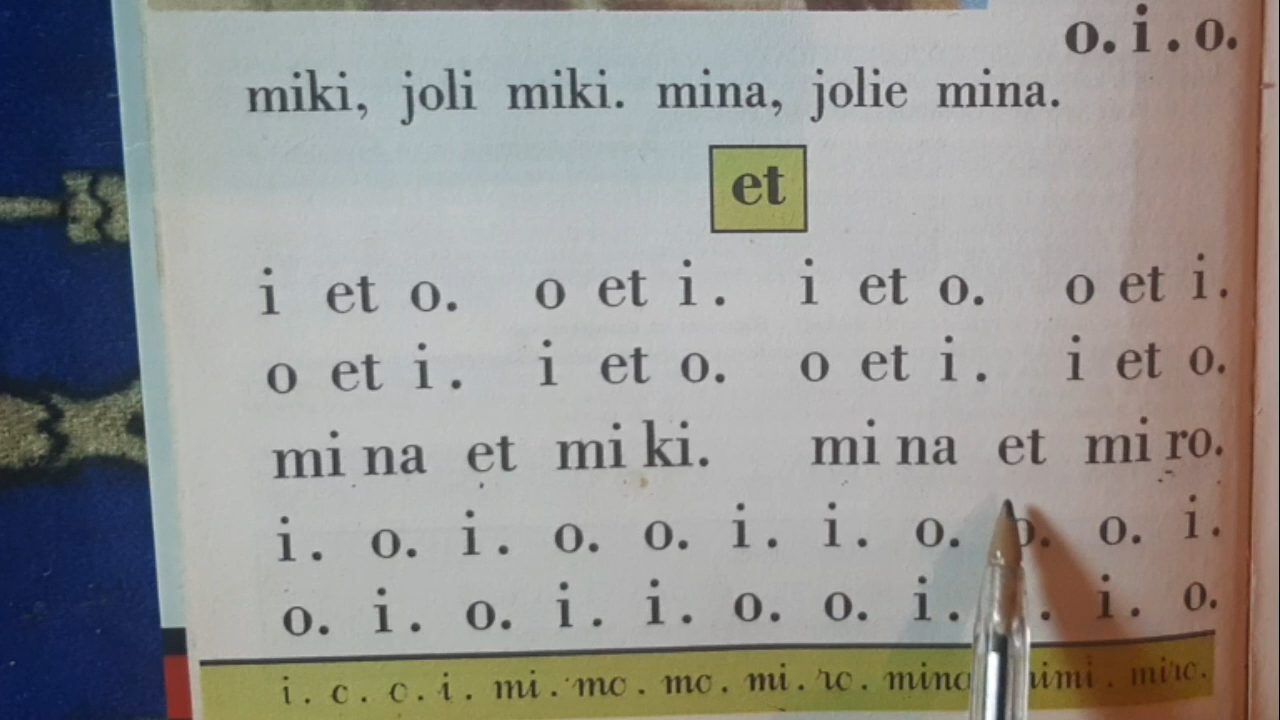 o. i. o.
miki, joli miki. mina, jolie mina.
et
i et o. o et i. i et o. o et i.
o et i. i et o. o et i. i et o.
mi na et mi ki. mi na et mi ro.
i. o. i. o. o. i. i. o. o. o. i.
o. i. o. i. i. o. o. i. i. o.
i. o. o. i. mi. mo. mo. mi. ro. mina mimi. miro.